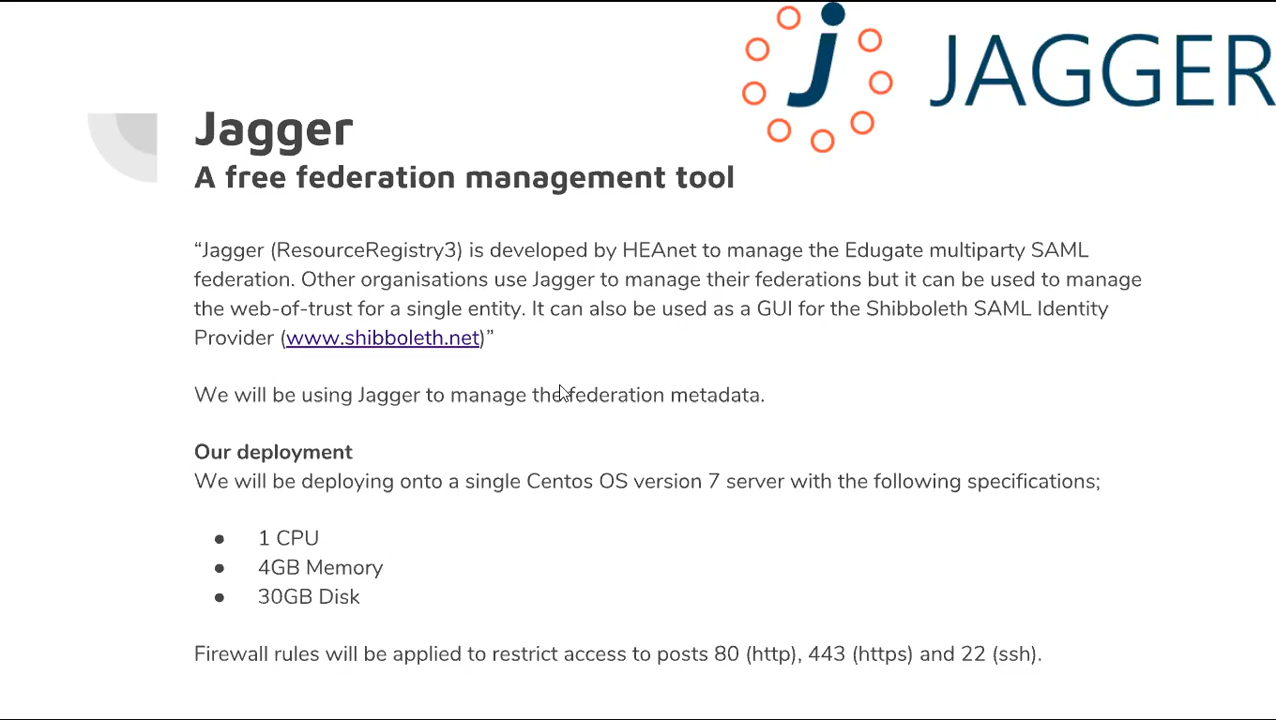 JAGGER
Jagger
A free federation management tool
“Jagger (ResourceRegistry3) is developed by HEAnet to manage the Edugate multiparty SAML
federation. Other organisations use Jagger to manage their federations but it can be used to manage
the web-of-trust for a single entity. It can also be used as a GUI for the Shibboleth SAML Identity
Provider (www.shibboleth.net)”
We will be using Jagger to manage the federation metadata.
Our deployment
We will be deploying onto a single Centos OS version 7 server with the following specifications;
● 1 CPU
● 4GB Memory
● 30GB Disk
Firewall rules will be applied to restrict access to posts 80 (http), 443 (https) and 22 (ssh).